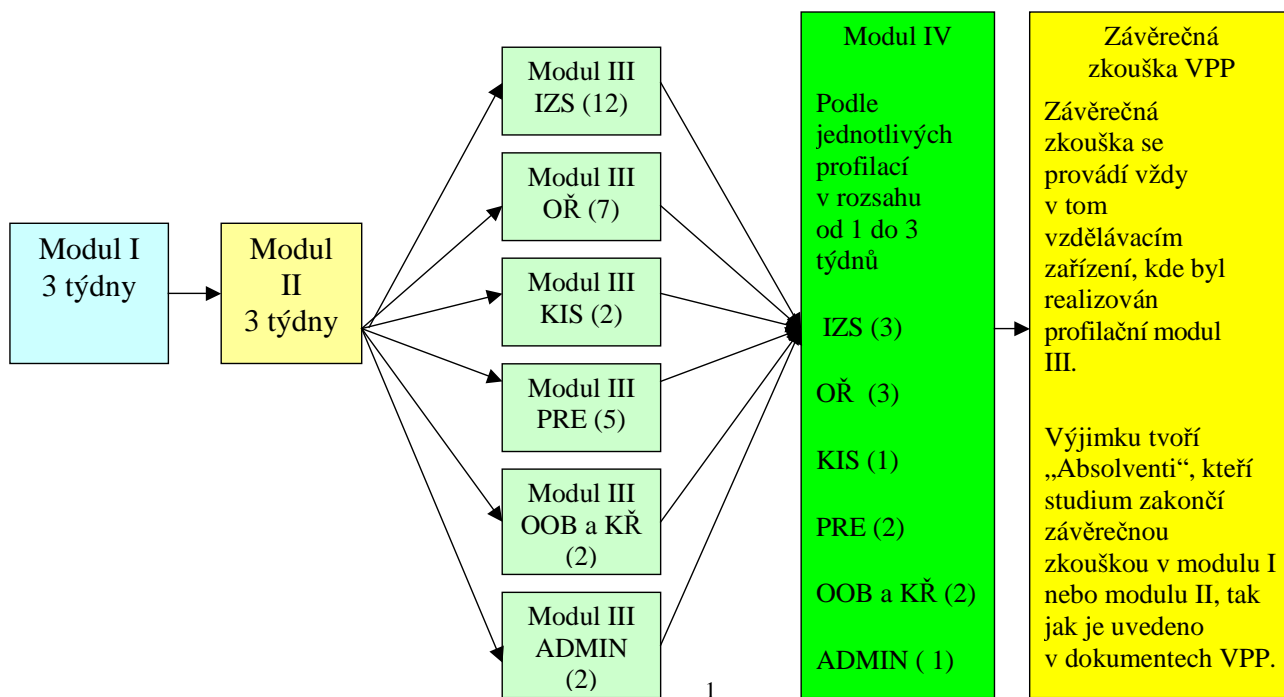 Modul I
3 týdny
Modul
II
3 týdny
Modul III
IZS (12)
Modul III
OŘ (7)
Modul III
KIS (2)
Modul III
PRE (5)
Modul III
OOB a KŘ
(2)
Modul III
ADMIN
(2)
1
Modul IV
Podle
jednotlivých
profilací
v rozsahu
od 1 do 3
týdnů
IZS (3)
OŘ (3)
KIS (1)
PRE (2)
OOB a KŘ (2)
ADMIN ( 1)
Závěrečná
zkouška VPP
Závěrečná
zkouška se
provádí vždy
v tom
vzdělávacím
zařízení, kde byl
realizován
profilační modul
III.
Výjimku tvoří
„Absolventi“, kteří
studium zakončí
závěrečnou
zkouškou v modulu I
nebo modulu II, tak
jak je uvedeno
v dokumentech VPP.